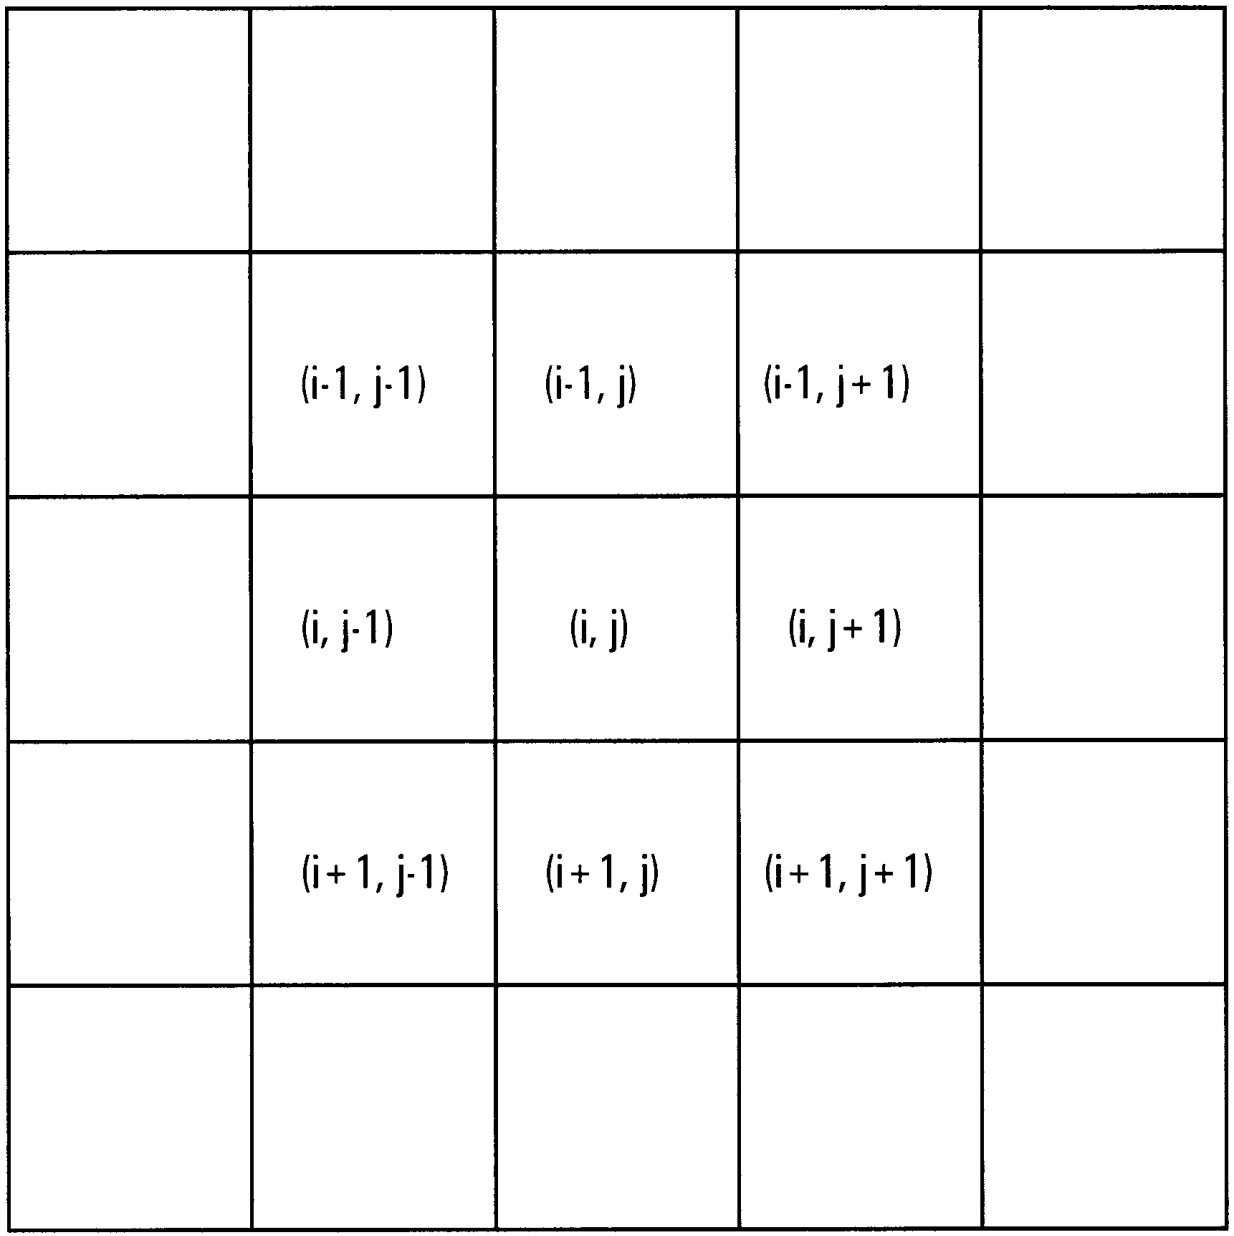 (i-1, j-1) (i-1, j) (i-1, j+1)
(i, j-1) (i, j) (i, j+1)
(i+1, j-1) (i+1, j) (i+1, j+1)